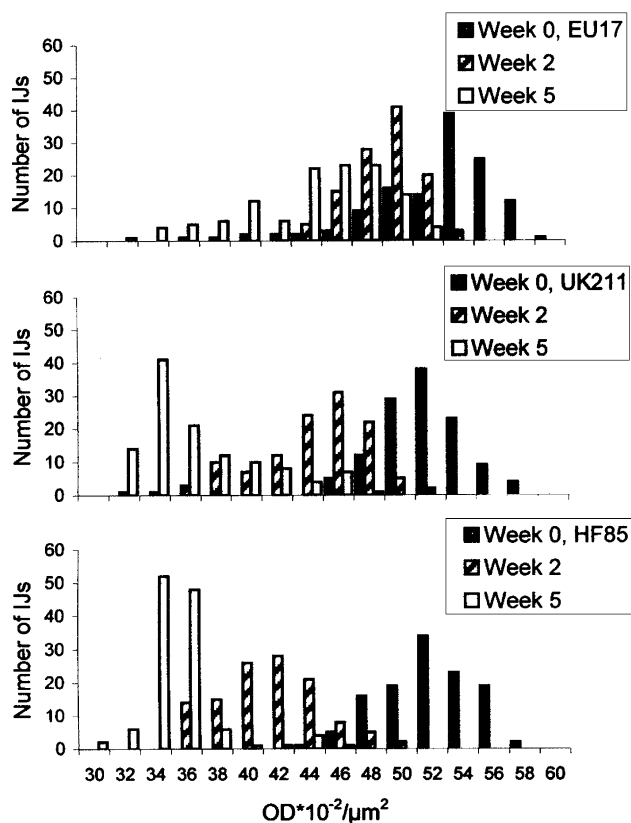 Week 0, EU17
Week 2
Week 5
Number of IJs
60
50
40
30
20
10
0
Week 0, UK211
Week 2
Week 5
Number of IJs
60
50
40
30
20
10
0
Week 0, HF85
Week 2
Week 5
Number of IJs
60
50
40
30
20
10
0
30 32 34 36 38 40 42 44 46 48 50 52 54 56 58 60
OD*10⁻²/µm²